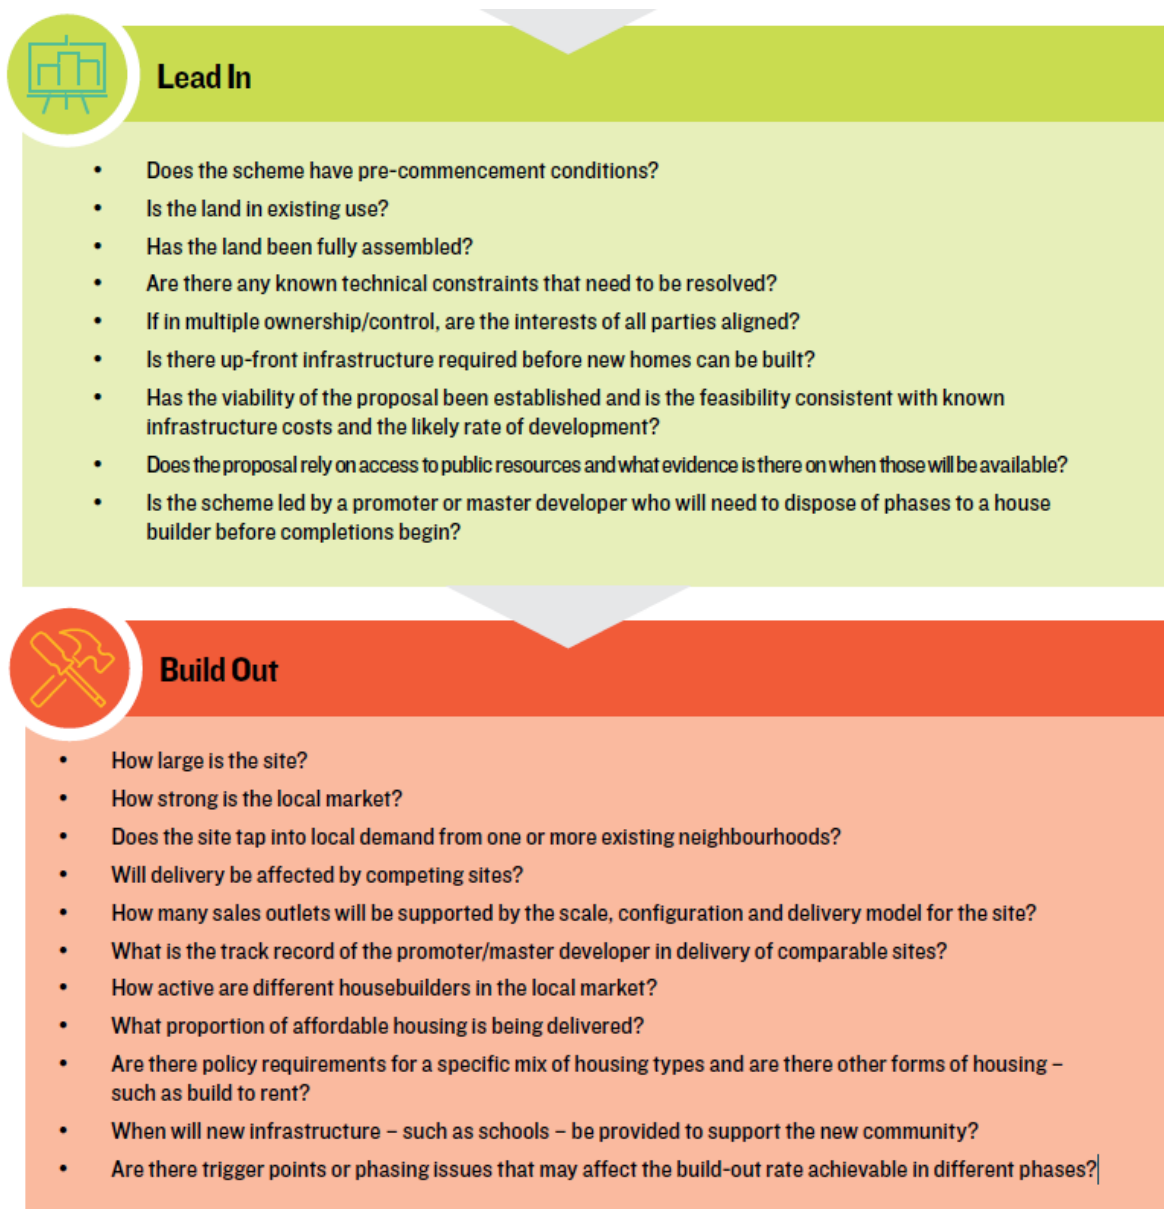 Lead In
• Does the scheme have pre-commencement conditions?
• Is the land in existing use?
• Has the land been fully assembled?
• Are there any known technical constraints that need to be resolved?
• If in multiple ownership/control, are the interests of all parties aligned?
• Is there up-front infrastructure required before new homes can be built?
• Has the viability of the proposal been established and is the feasibility consistent with known
infrastructure costs and the likely rate of development?
• Does the proposal rely on access to public resources and what evidence is there on when those will be available?
• Is the scheme led by a promoter or master developer who will need to dispose of phases to a house
builder before completions begin?
Build Out
• How large is the site?
• How strong is the local market?
• Does the site tap into local demand from one or more existing neighbourhoods?
• Will delivery be affected by competing sites?
• How many sales outlets will be supported by the scale, configuration and delivery model for the site?
• What is the track record of the promoter/master developer in delivery of comparable sites?
• How active are different housebuilders in the local market?
• What proportion of affordable housing is being delivered?
• Are there policy requirements for a specific mix of housing types and are there other forms of housing –
such as build to rent?
• When will new infrastructure – such as schools – be provided to support the new community?
• Are there trigger points or phasing issues that may affect the build-out rate achievable in different phases?